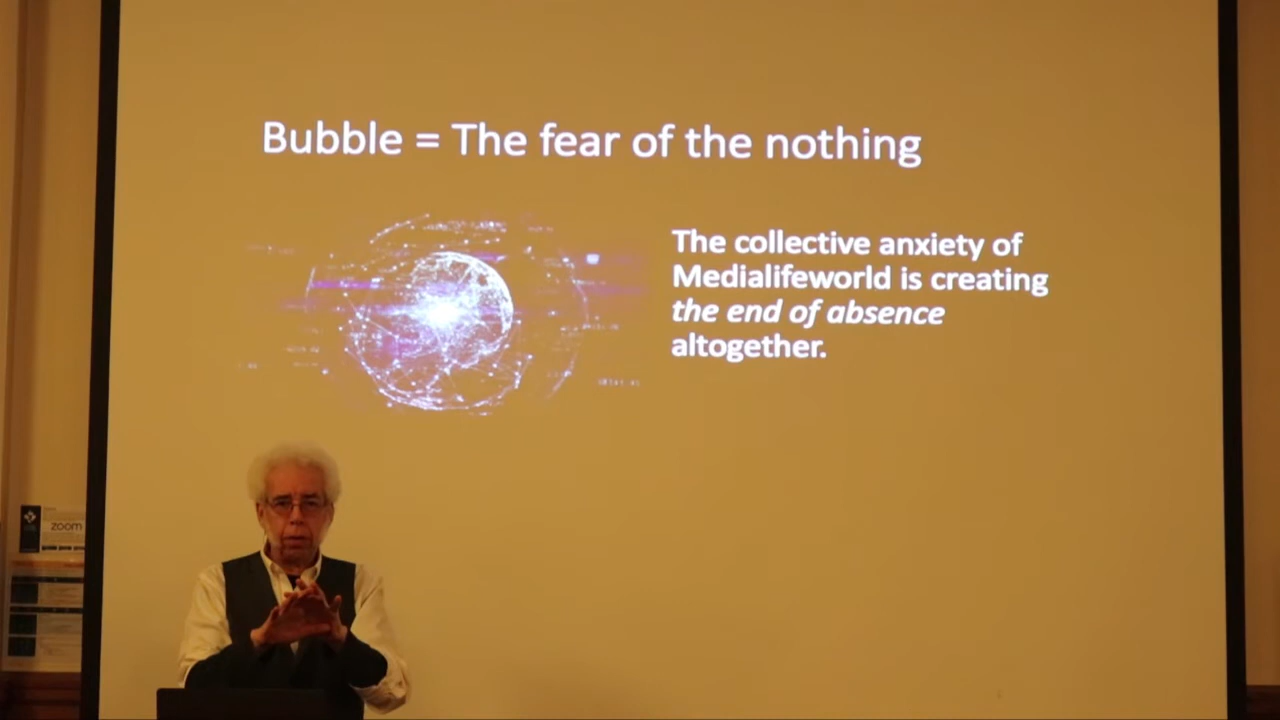 Bubble = The fear of the nothing
The collective anxiety of
Medialifeworld is creating
the end of absence
altogether.
zoom